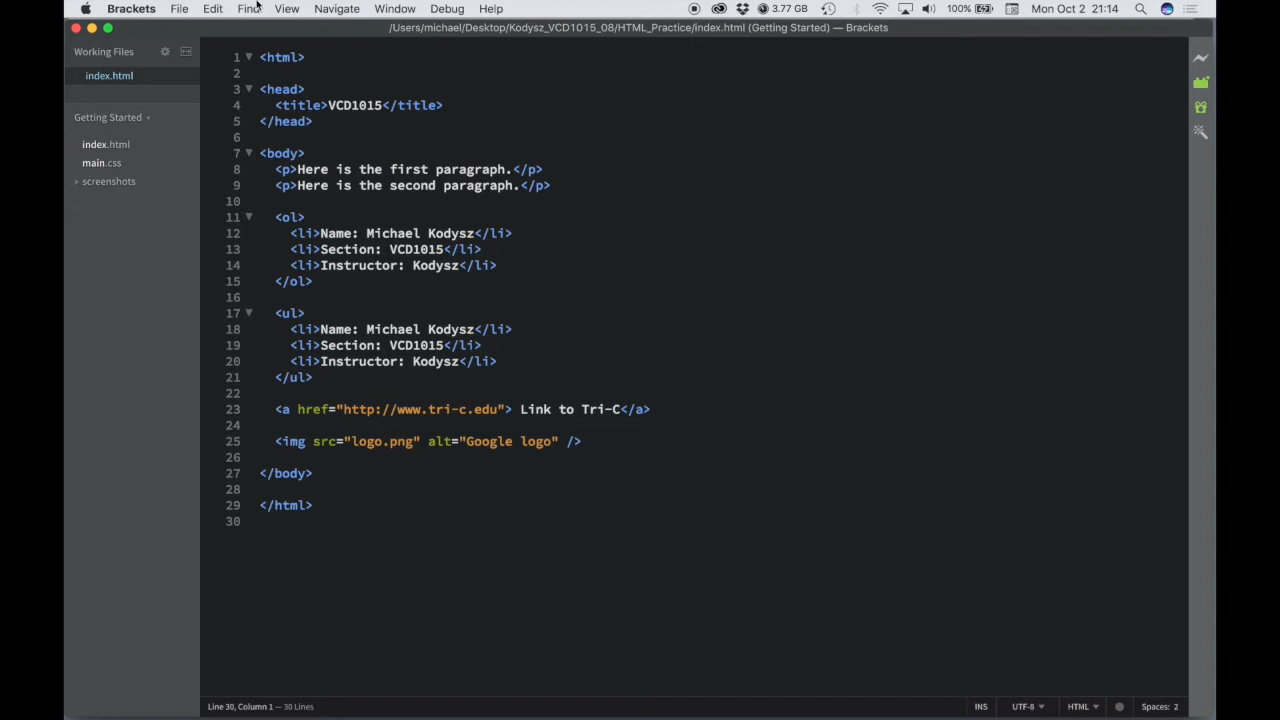 Brackets File Edit Find View Navigate Window Debug Help 3.77 GB 100% Mon Oct 2 21:14
/Users/michael/Desktop/Kodysz_VCD1015_08/HTML_Practice/index.html (Getting Started) — Brackets
Working Files
index.html
Getting Started
index.html
main.css
screenshots
1 <html>
2
3 <head>
4 <title>VCD1015</title>
5 </head>
6
7 <body>
8 <p>Here is the first paragraph.</p>
9 <p>Here is the second paragraph.</p>
10
11 <ol>
12 <li>Name: Michael Kodysz</li>
13 <li>Section: VCD1015</li>
14 <li>Instructor: Kodysz</li>
15 </ol>
16
17 <ul>
18 <li>Name: Michael Kodysz</li>
19 <li>Section: VCD1015</li>
20 <li>Instructor: Kodysz</li>
21 </ul>
22
23 <a href="http://www.tri-c.edu"> Link to Tri-C</a>
24
25 <img src="logo.png" alt="Google logo" />
26
27 </body>
28
29 </html>
30
Line 30, Column 1 — 30 Lines INS UTF-8 HTML Spaces: 2